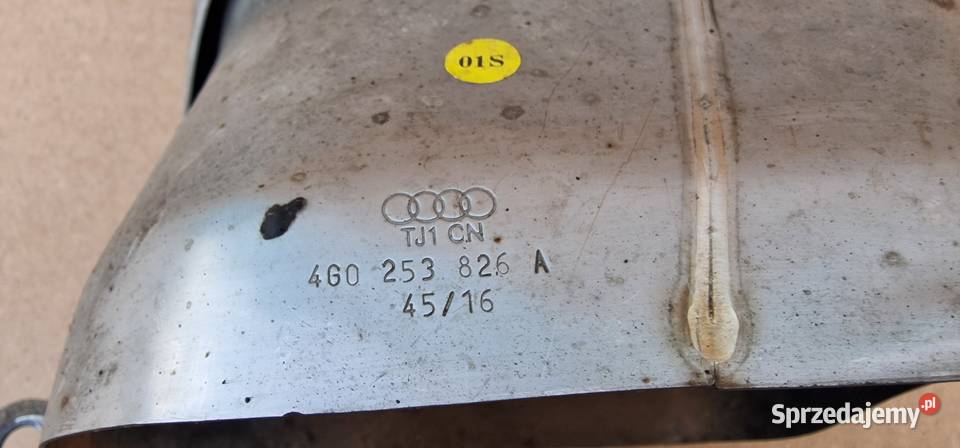 01S
TJ1 CN
4G0 253 826 A
45/16
Sprzedajemy.pl